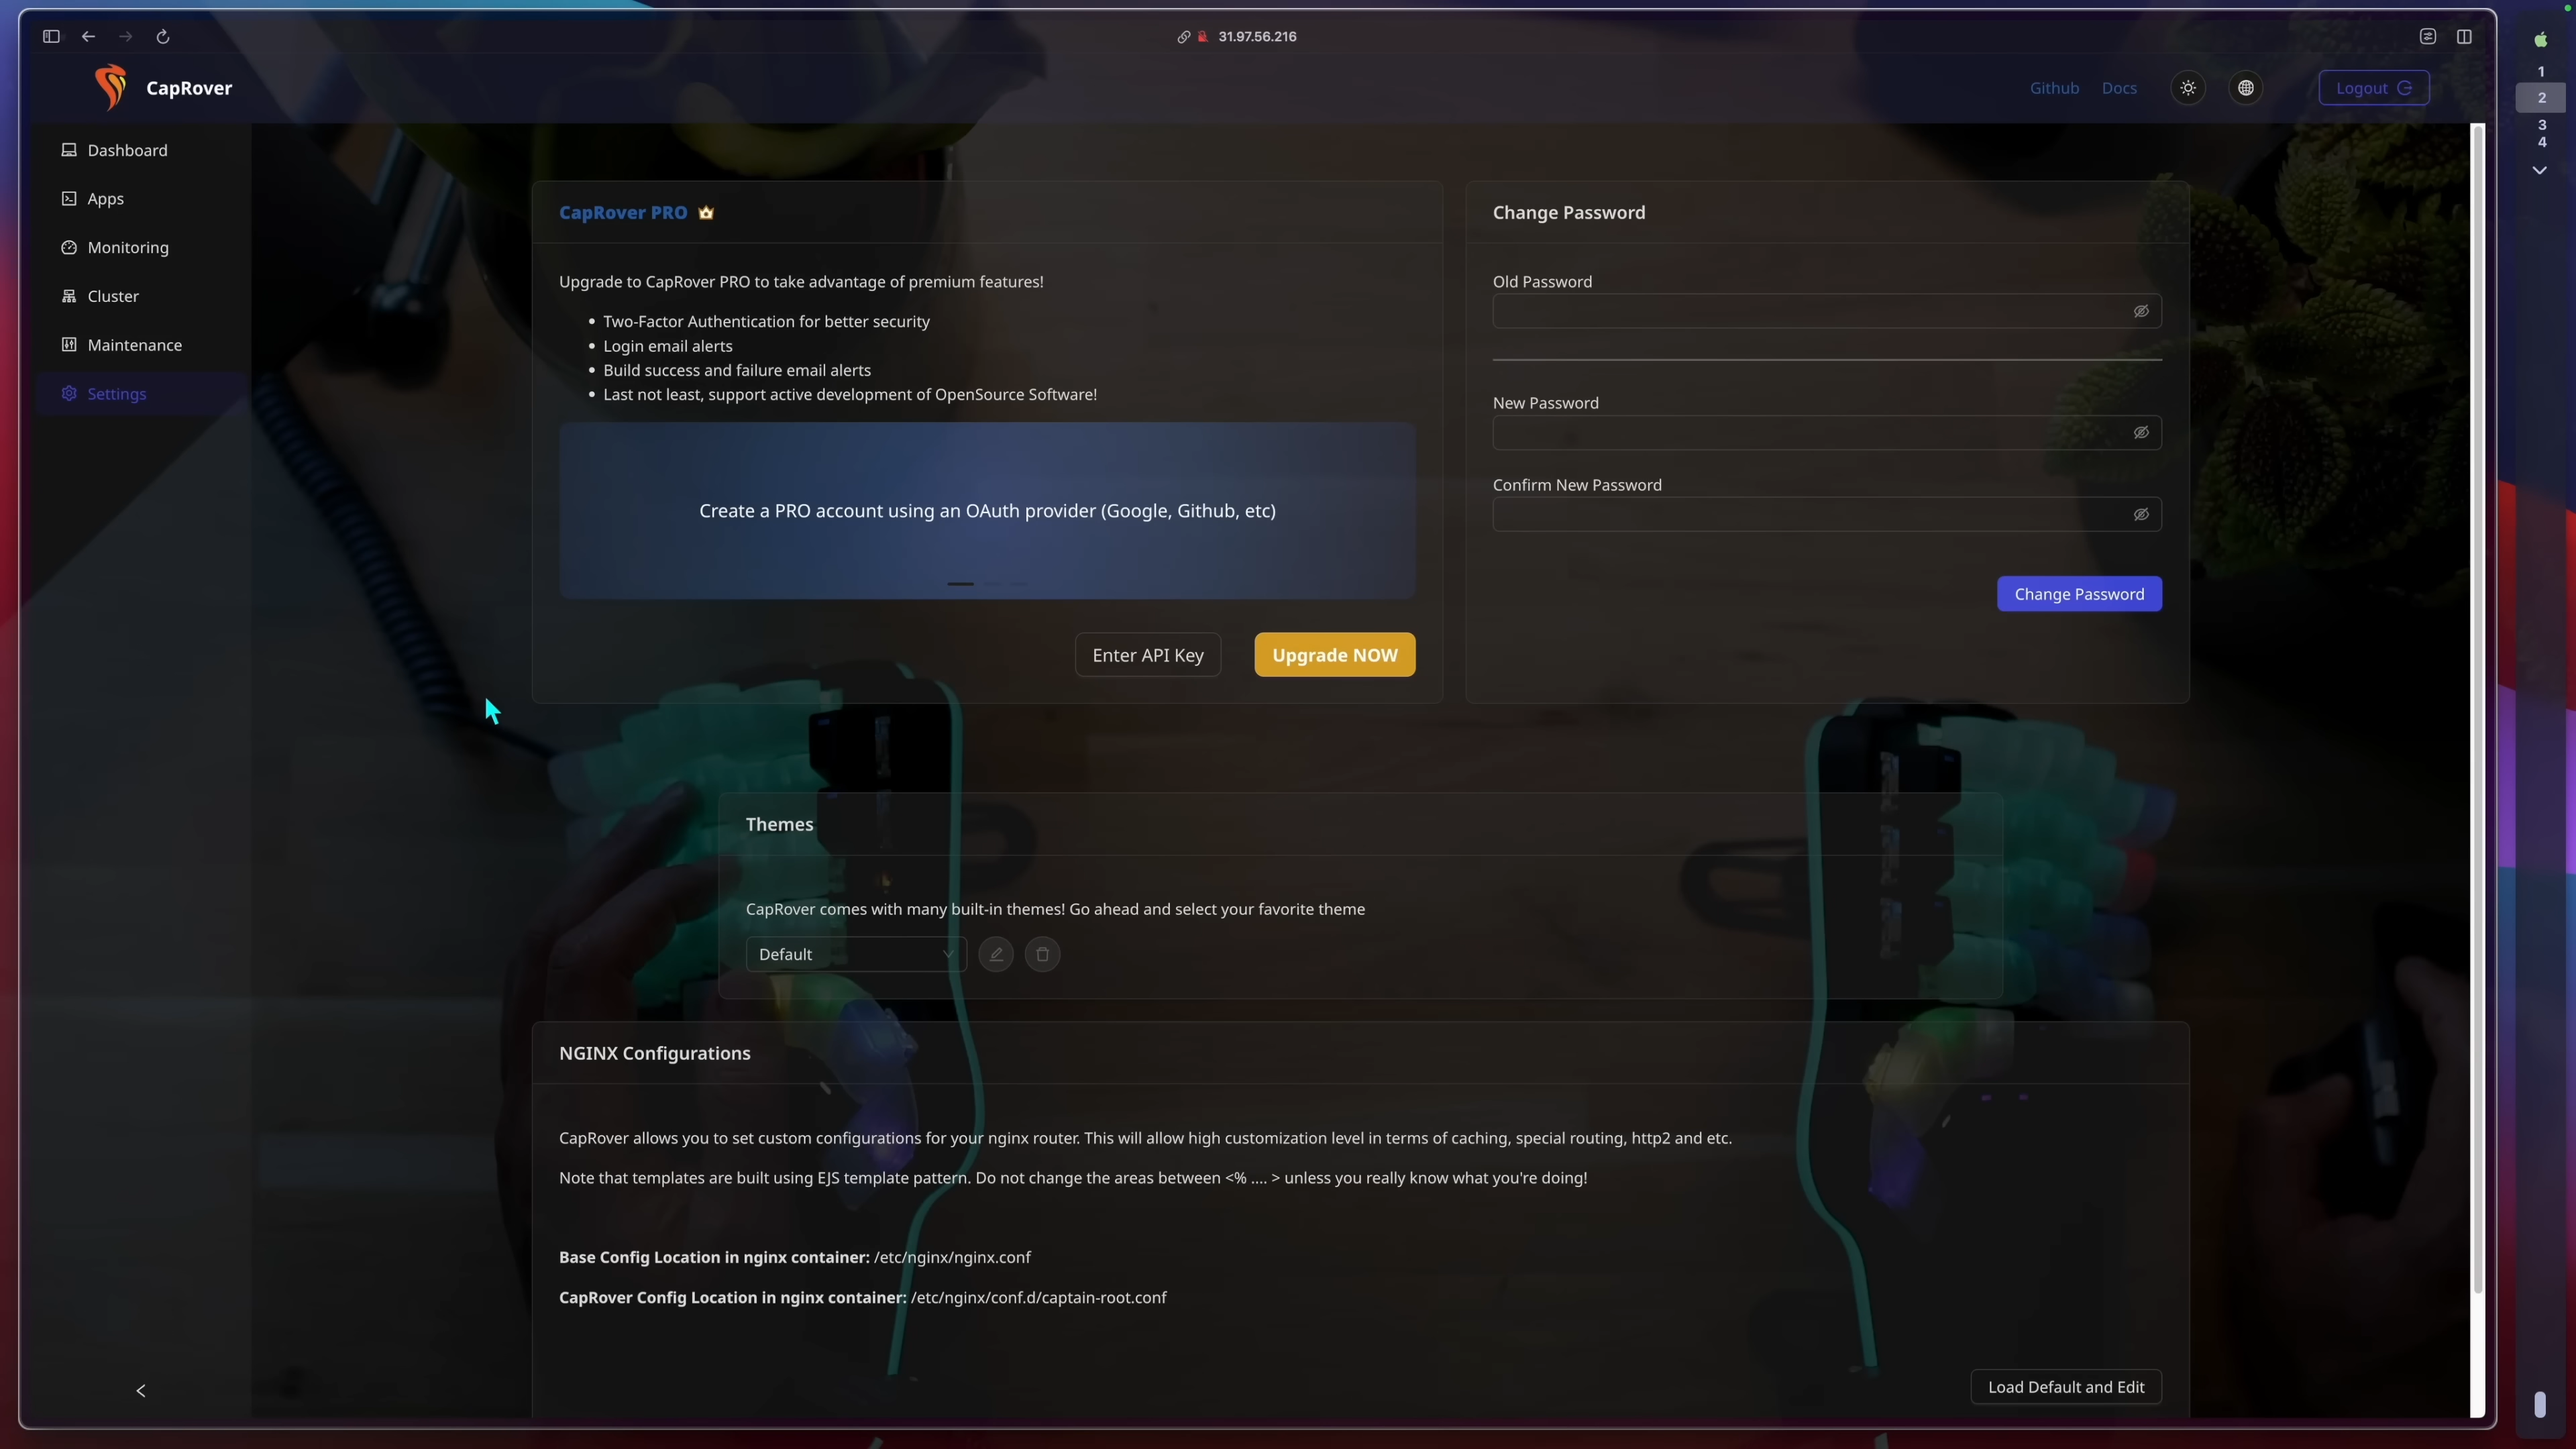 31.97.56.216
CapRover
Github
Docs
Logout
1
2
3
4
Dashboard
Apps
Monitoring
Cluster
Maintenance
Settings
CapRover PRO
Upgrade to CapRover PRO to take advantage of premium features!
Two-Factor Authentication for better security
Login email alerts
Build success and failure email alerts
Last not least, support active development of OpenSource Software!
Create a PRO account using an OAuth provider (Google, Github, etc)
Enter API Key
Upgrade NOW
Change Password
Old Password
New Password
Confirm New Password
Change Password
Themes
CapRover comes with many built-in themes! Go ahead and select your favorite theme
Default
NGINX Configurations
CapRover allows you to set custom configurations for your nginx router. This will allow high customization level in terms of caching, special routing, http2 and etc.
Note that templates are built using EJS template pattern. Do not change the areas between <% .... > unless you really know what you're doing!
Base Config Location in nginx container: /etc/nginx/nginx.conf
CapRover Config Location in nginx container: /etc/nginx/conf.d/captain-root.conf
Load Default and Edit